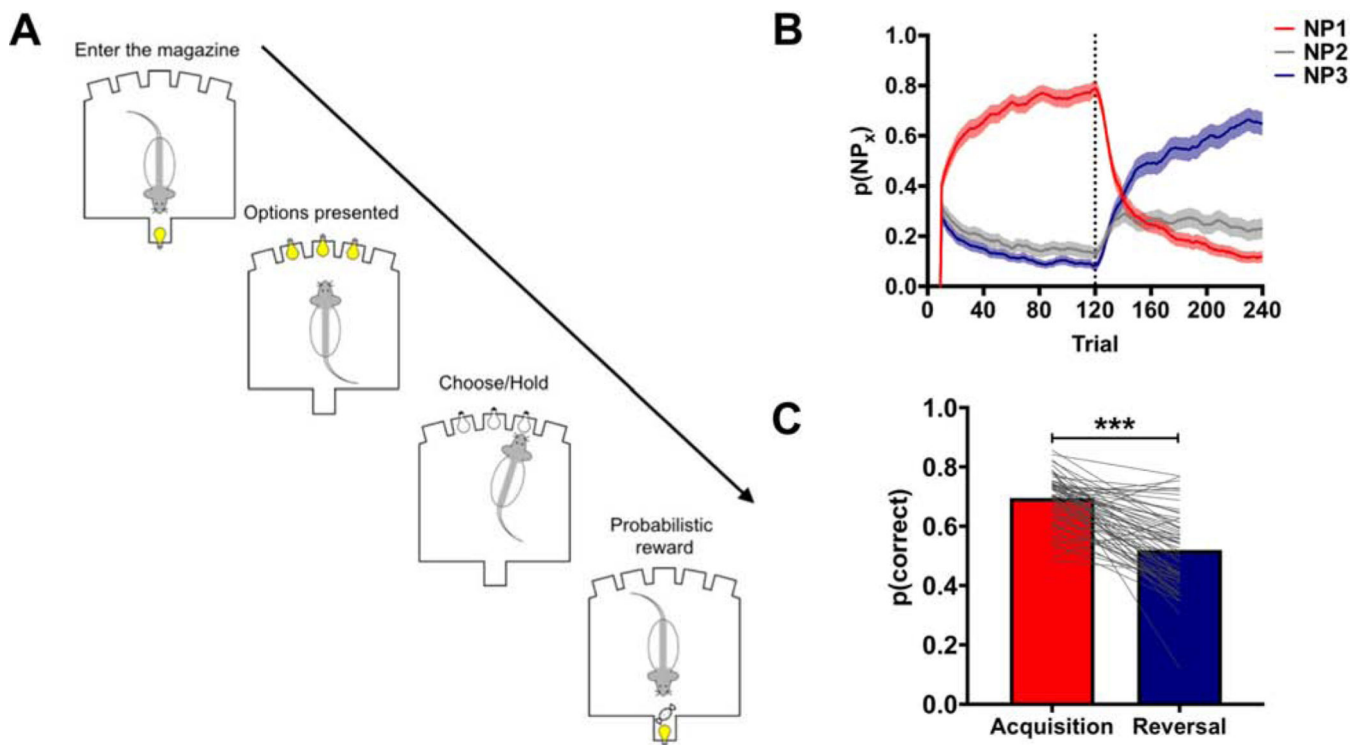 A
Enter the magazine
Options presented
Choose/Hold
Probabilistic
reward
B
NP1
NP2
NP3
p(NPx)
1.0
0.8
0.6
0.4
0.2
0.0
0 40 80 120 160 200 240
Trial
C
***
p(correct)
1.0
0.8
0.6
0.4
0.2
0.0
Acquisition Reversal